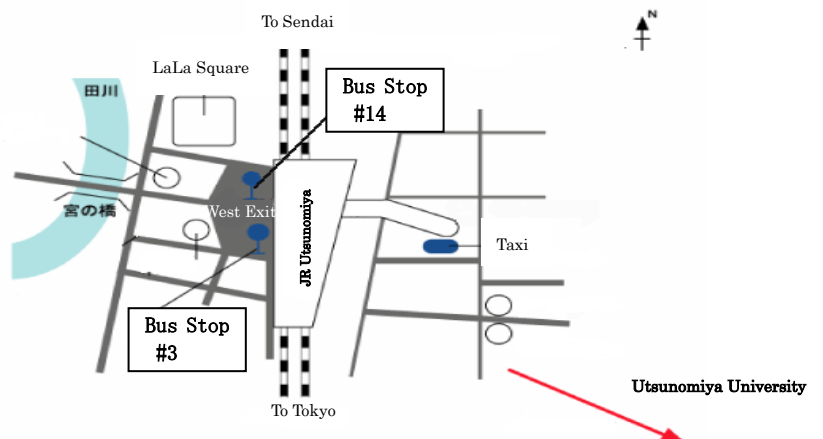 To Sendai
N
LaLa Square
Bus Stop
#14
田川
宮の橋
West Exit
JR Utsunomiya
Taxi
Bus Stop
#3
Utsunomiya University
To Tokyo